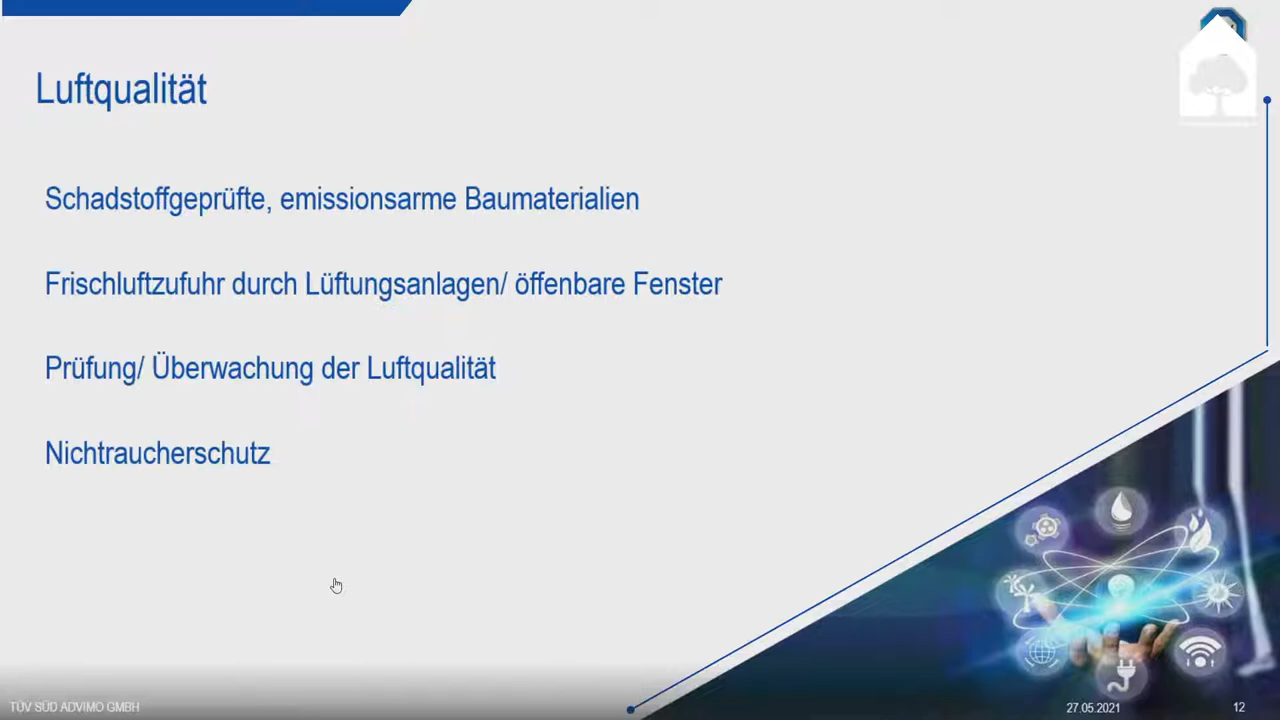 Luftqualität
Schadstoffgeprüfte, emissionsarme Baumaterialien
Frischluftzufuhr durch Lüftungsanlagen/ öffenbare Fenster
Prüfung/ Überwachung der Luftqualität
Nichtraucherschutz
TÜV SÜD ADVIMO GMBH
27.05.2021
12